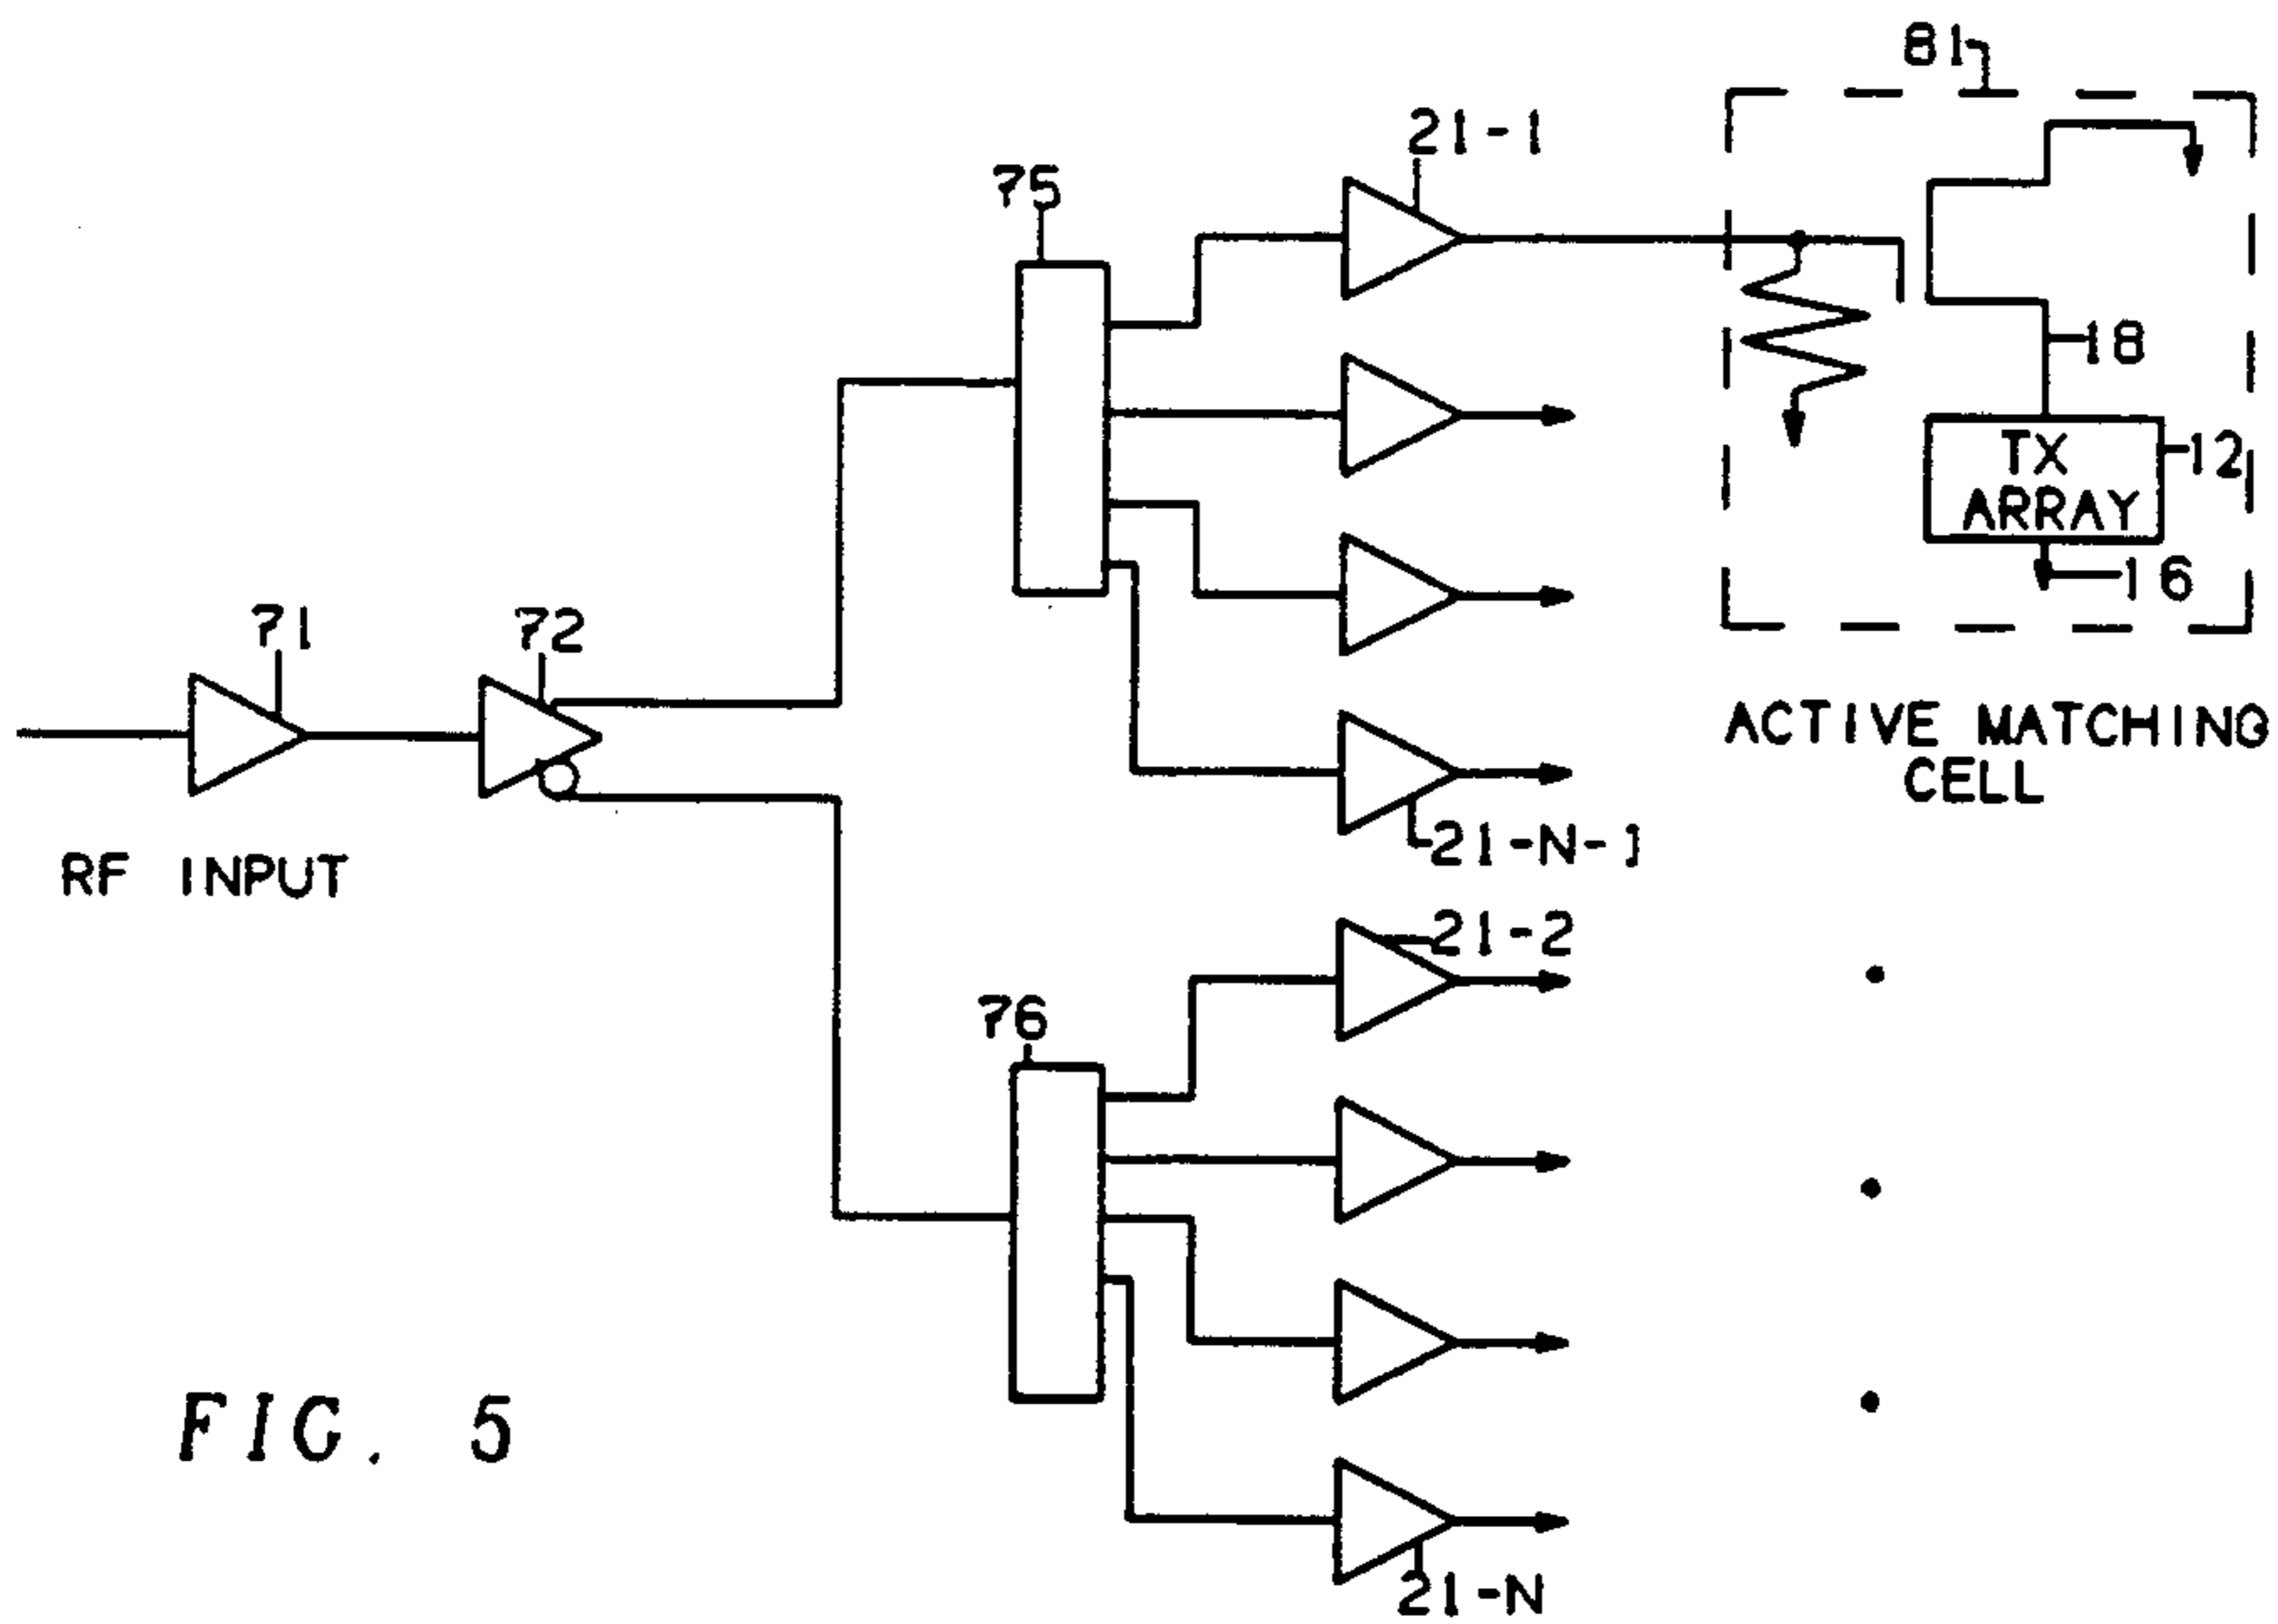 81
21-1
75
18
TX
ARRAY
12
16
71
72
ACTIVE MATCHING
CELL
21-N-1
RF INPUT
21-2
76
FIG. 5
21-N